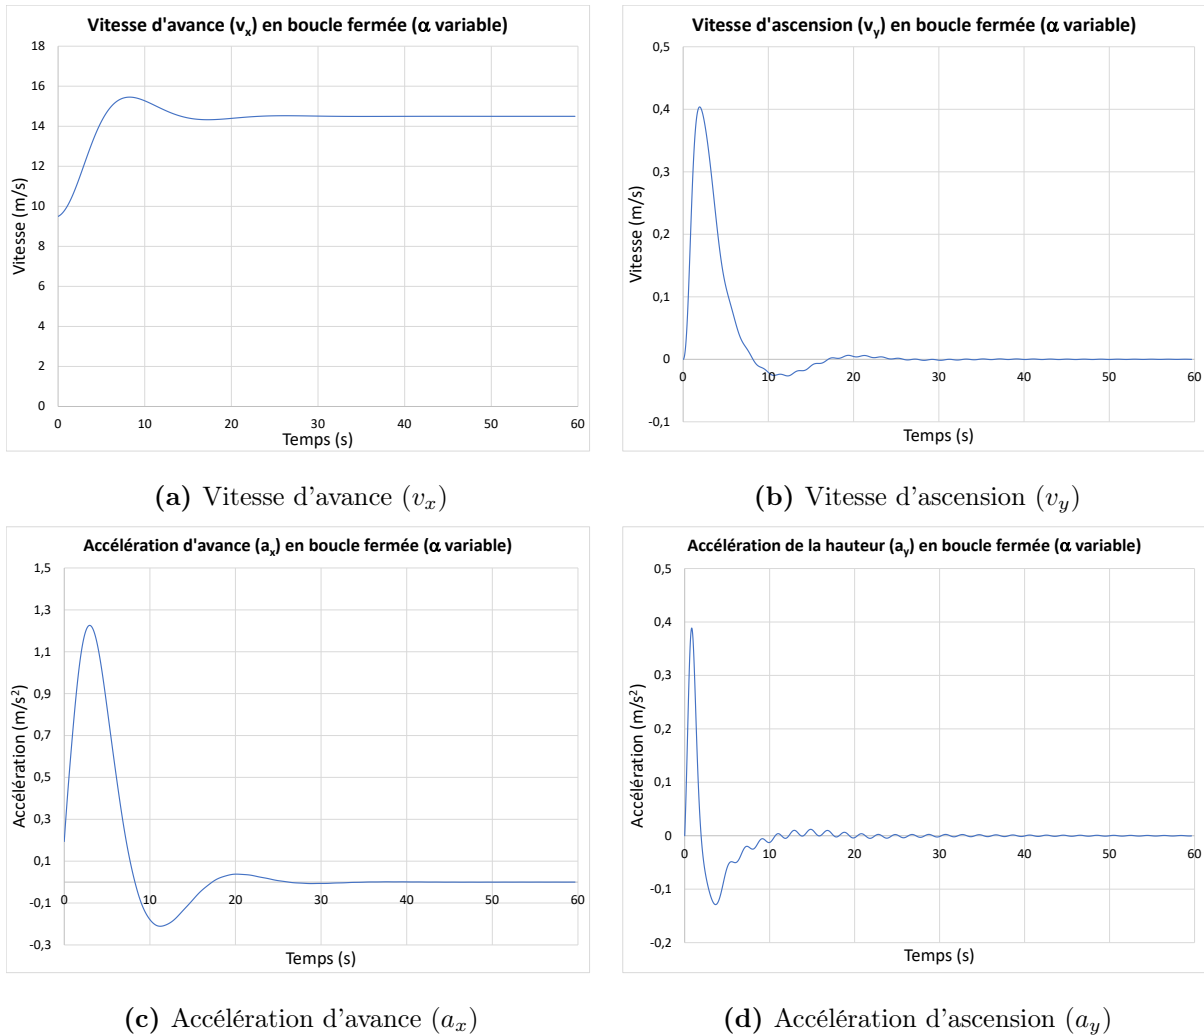 Vitesse d'avance (vₓ) en boucle fermée (α variable)
18
16
14
12
10
8
6
4
2
0
Vitesse (m/s)
0 10 20 30 40 50 60
Temps (s)
(a) Vitesse d'avance (vₓ)
Vitesse d'ascension (v_y) en boucle fermée (α variable)
0,5
0,4
0,3
0,2
0,1
0
-0,1
Vitesse (m/s)
0 10 20 30 40 50 60
Temps (s)
(b) Vitesse d'ascension (v_y)
Accélération d'avance (aₓ) en boucle fermée (α variable)
1,5
1,3
1,1
0,9
0,7
0,5
0,3
0,1
-0,1
-0,3
Accélération (m/s²)
0 10 20 30 40 50 60
Temps (s)
(c) Accélération d'avance (aₓ)
Accélération de la hauteur (a_y) en boucle fermée (α variable)
0,5
0,4
0,3
0,2
0,1
0
-0,1
-0,2
Accélération (m/s²)
0 10 20 30 40 50 60
Temps (s)
(d) Accélération d'ascension (a_y)